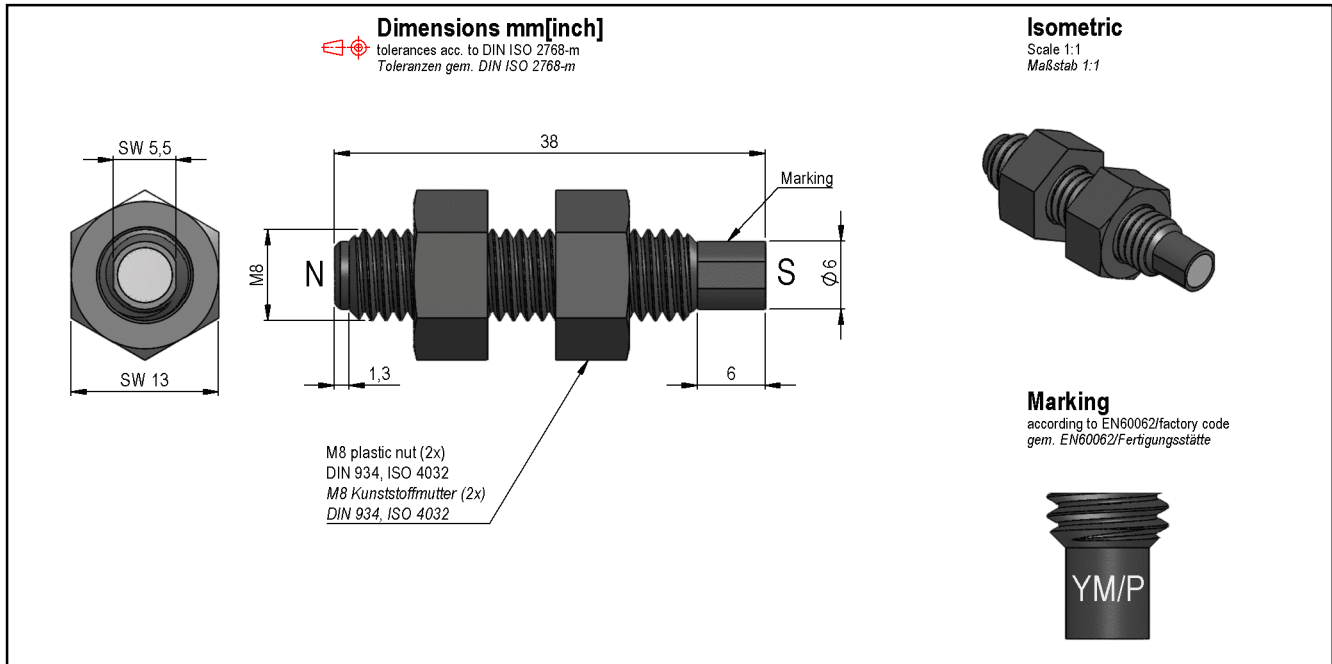 Dimensions mm[inch]
tolerances acc. to DIN ISO 2768-m
Toleranzen gem. DIN ISO 2768-m
Isometric
Scale 1:1
Maßstab 1:1
SW 5,5
SW 13
38
Marking
M8
N
S
Ø 6
1,3
6
M8 plastic nut (2x)
DIN 934, ISO 4032
M8 Kunststoffmutter (2x)
DIN 934, ISO 4032
Marking
according to EN60062/factory code
gem. EN60062/Fertigungsstätte
YM/P